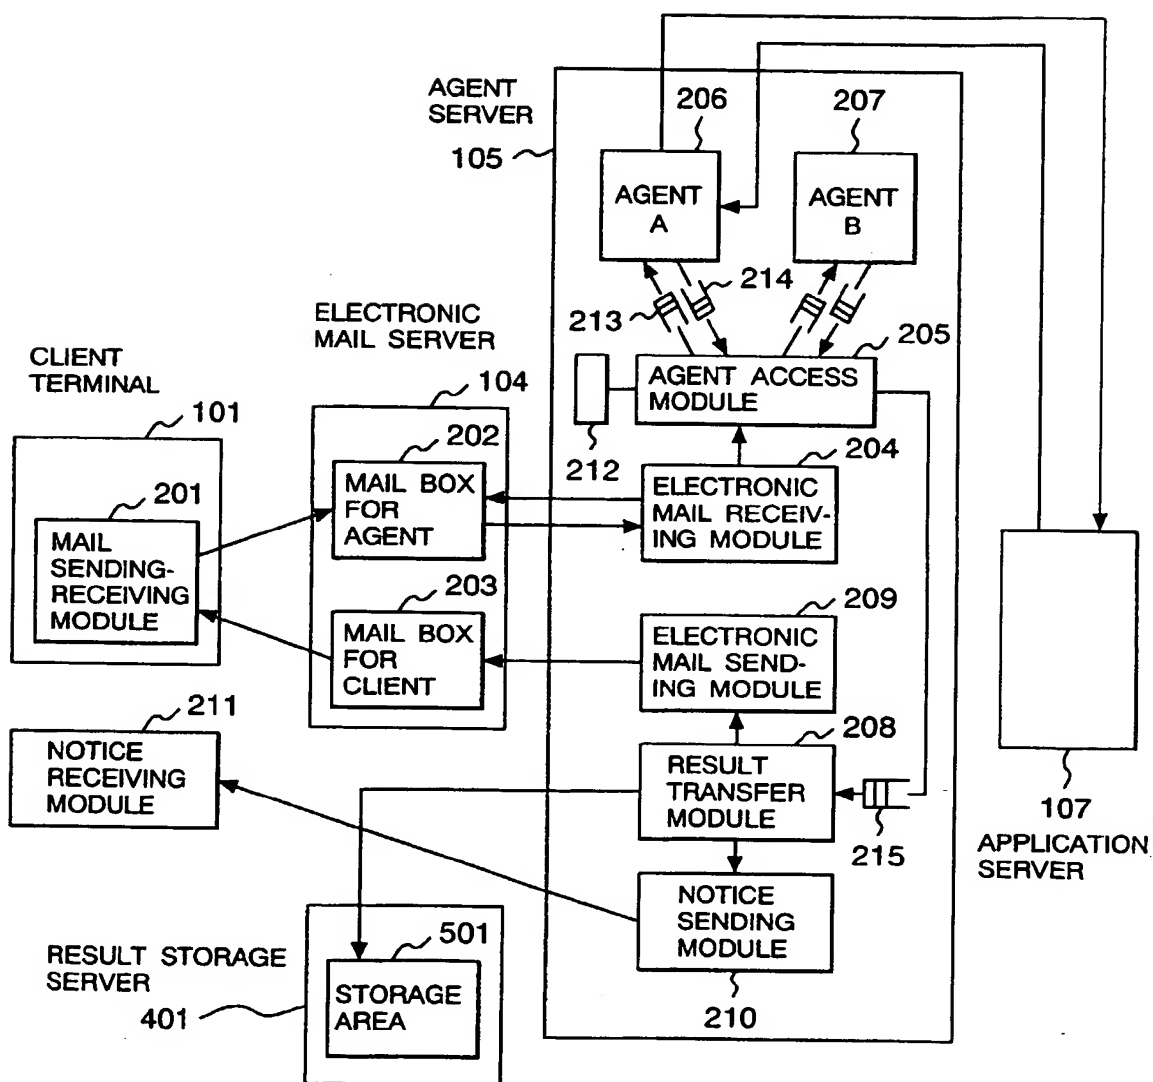 AGENT
SERVER
105
206
207
AGENT
A
AGENT
B
214
213
ELECTRONIC
MAIL SERVER
205
CLIENT
TERMINAL
AGENT ACCESS
MODULE
104
101
202
212
204
201
MAIL BOX
FOR
AGENT
ELECTRONIC
MAIL RECEIV-
ING MODULE
MAIL
SENDING-
RECEIVING
MODULE
203
209
MAIL BOX
FOR
CLIENT
ELECTRONIC
MAIL SEND-
ING MODULE
211
208
NOTICE
RECEIVING
MODULE
RESULT
TRANSFER
MODULE
107
215
APPLICATION
SERVER
NOTICE
SENDING
MODULE
501
RESULT STORAGE
SERVER
STORAGE
AREA
401
210